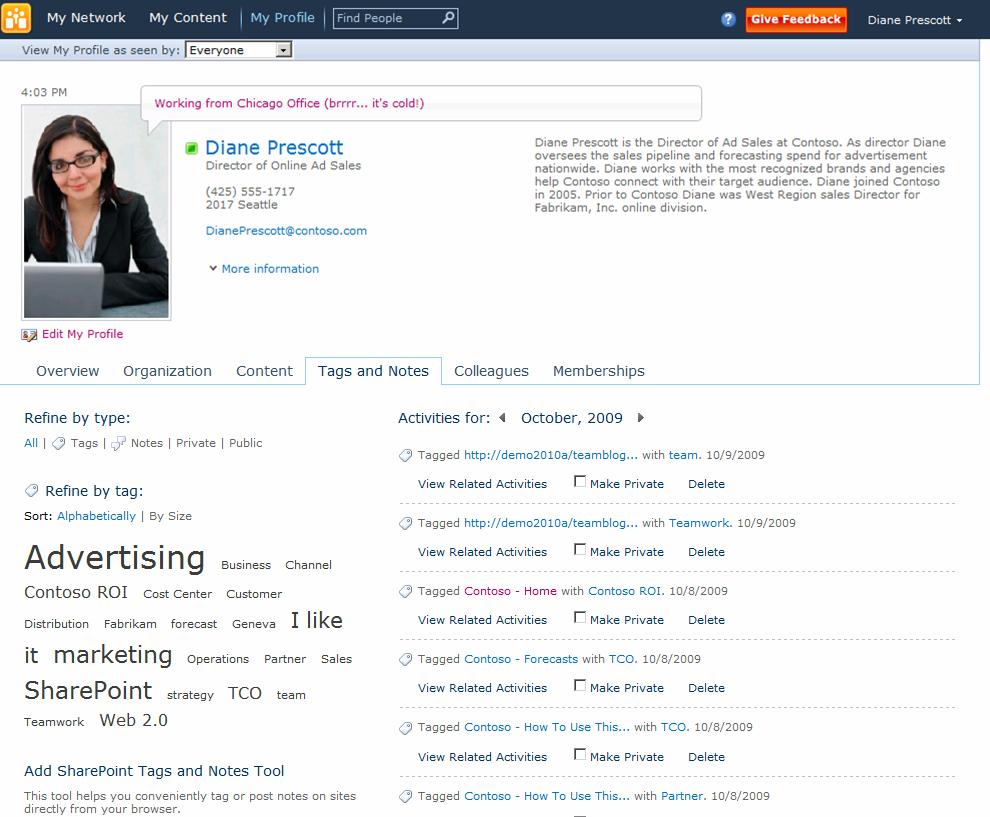 My Network My Content My Profile Find People Give Feedback Diane Prescott
View My Profile as seen by: Everyone
4:03 PM
Working from Chicago Office (brrrr... it's cold!)
Diane Prescott
Director of Online Ad Sales
(425) 555-1717
2017 Seattle
DianePrescott@contoso.com
More information
Diane Prescott is the Director of Ad Sales at Contoso. As director Diane
oversees the sales pipeline and forecasting spend for advertisement
nationwide. Diane works with the most recognized brands and agencies
help Contoso connect with their target audience. Diane joined Contoso
in 2005. Prior to Contoso Diane was West Region sales Director for
Fabrikam, Inc. online division.
Edit My Profile
Overview Organization Content Tags and Notes Colleagues Memberships
Refine by type:
All | Tags | Notes | Private | Public
Refine by tag:
Sort: Alphabetically | By Size
Advertising Business Channel
Contoso ROI Cost Center Customer
Distribution Fabrikam forecast Geneva I like
it marketing Operations Partner Sales
SharePoint strategy TCO team
Teamwork Web 2.0
Add SharePoint Tags and Notes Tool
This tool helps you conveniently tag or post notes on sites
directly from your browser.
Activities for: October, 2009
Tagged http://demo2010a/teamblog... with team. 10/9/2009
View Related Activities Make Private Delete
Tagged http://demo2010a/teamblog... with Teamwork. 10/9/2009
View Related Activities Make Private Delete
Tagged Contoso - Home with Contoso ROI. 10/8/2009
View Related Activities Make Private Delete
Tagged Contoso - Forecasts with TCO. 10/8/2009
View Related Activities Make Private Delete
Tagged Contoso - How To Use This... with TCO. 10/8/2009
View Related Activities Make Private Delete
Tagged Contoso - How To Use This... with Partner. 10/8/2009